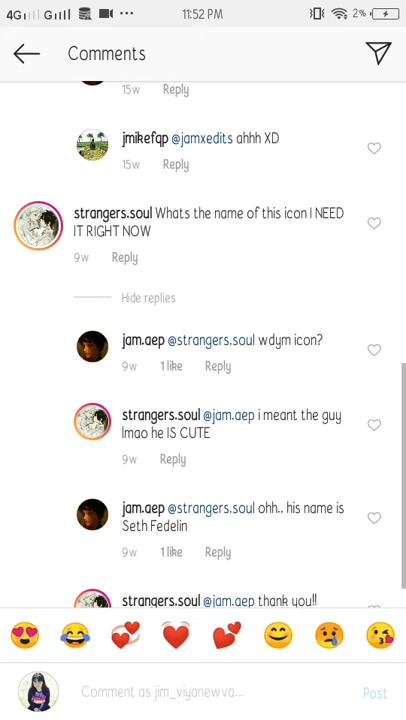 4G G 11:52 PM 2%
Comments
15w Reply
jmikefqp @jamxedits ahhh XD
15w Reply
strangers.soul Whats the name of this icon I NEED
IT RIGHT NOW
9w Reply
Hide replies
jam.aep @strangers.soul wdym icon?
9w 1 like Reply
strangers.soul @jam.aep i meant the guy
lmao he IS CUTE
9w Reply
jam.aep @strangers.soul ohh.. his name is
Seth Fedelin
9w 1 like Reply
strangers.soul @jam.aep thank you!!
😍 😂 💞 💓 💕 😊 😢 😘
Comment as jim_viyanewva... Post